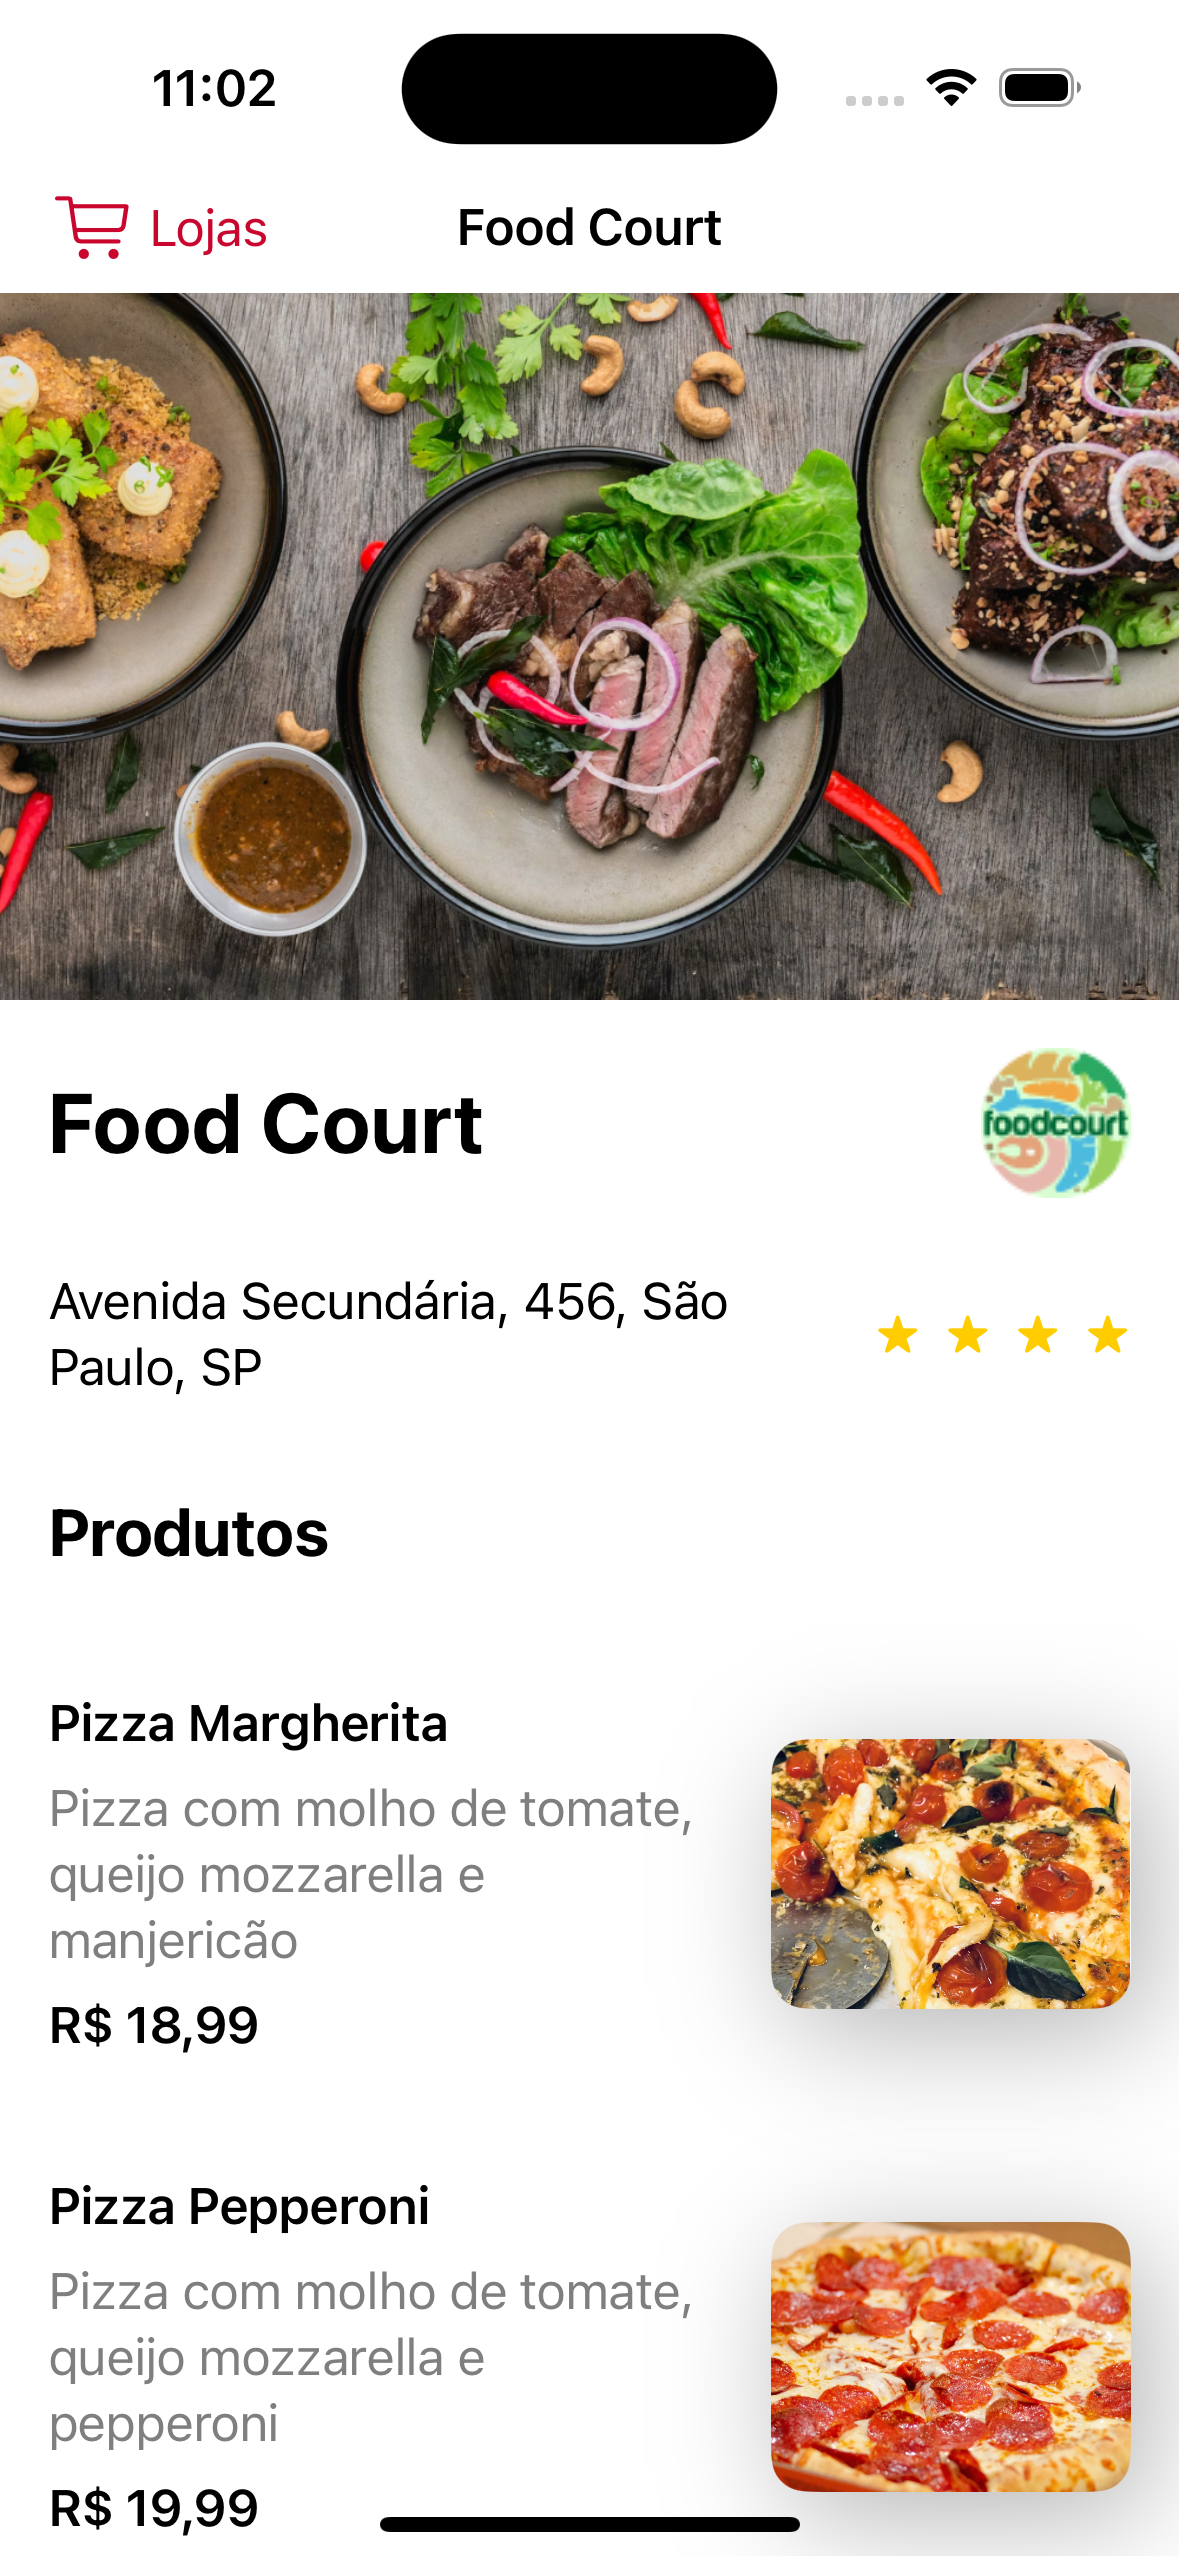 11:02
Lojas
Food Court
Food Court
foodcourt
Avenida Secundária, 456, São
Paulo, SP
Produtos
Pizza Margherita
Pizza com molho de tomate,
queijo mozzarella e
manjericão
R$ 18,99
Pizza Pepperoni
Pizza com molho de tomate,
queijo mozzarella e
pepperoni
R$ 19,99